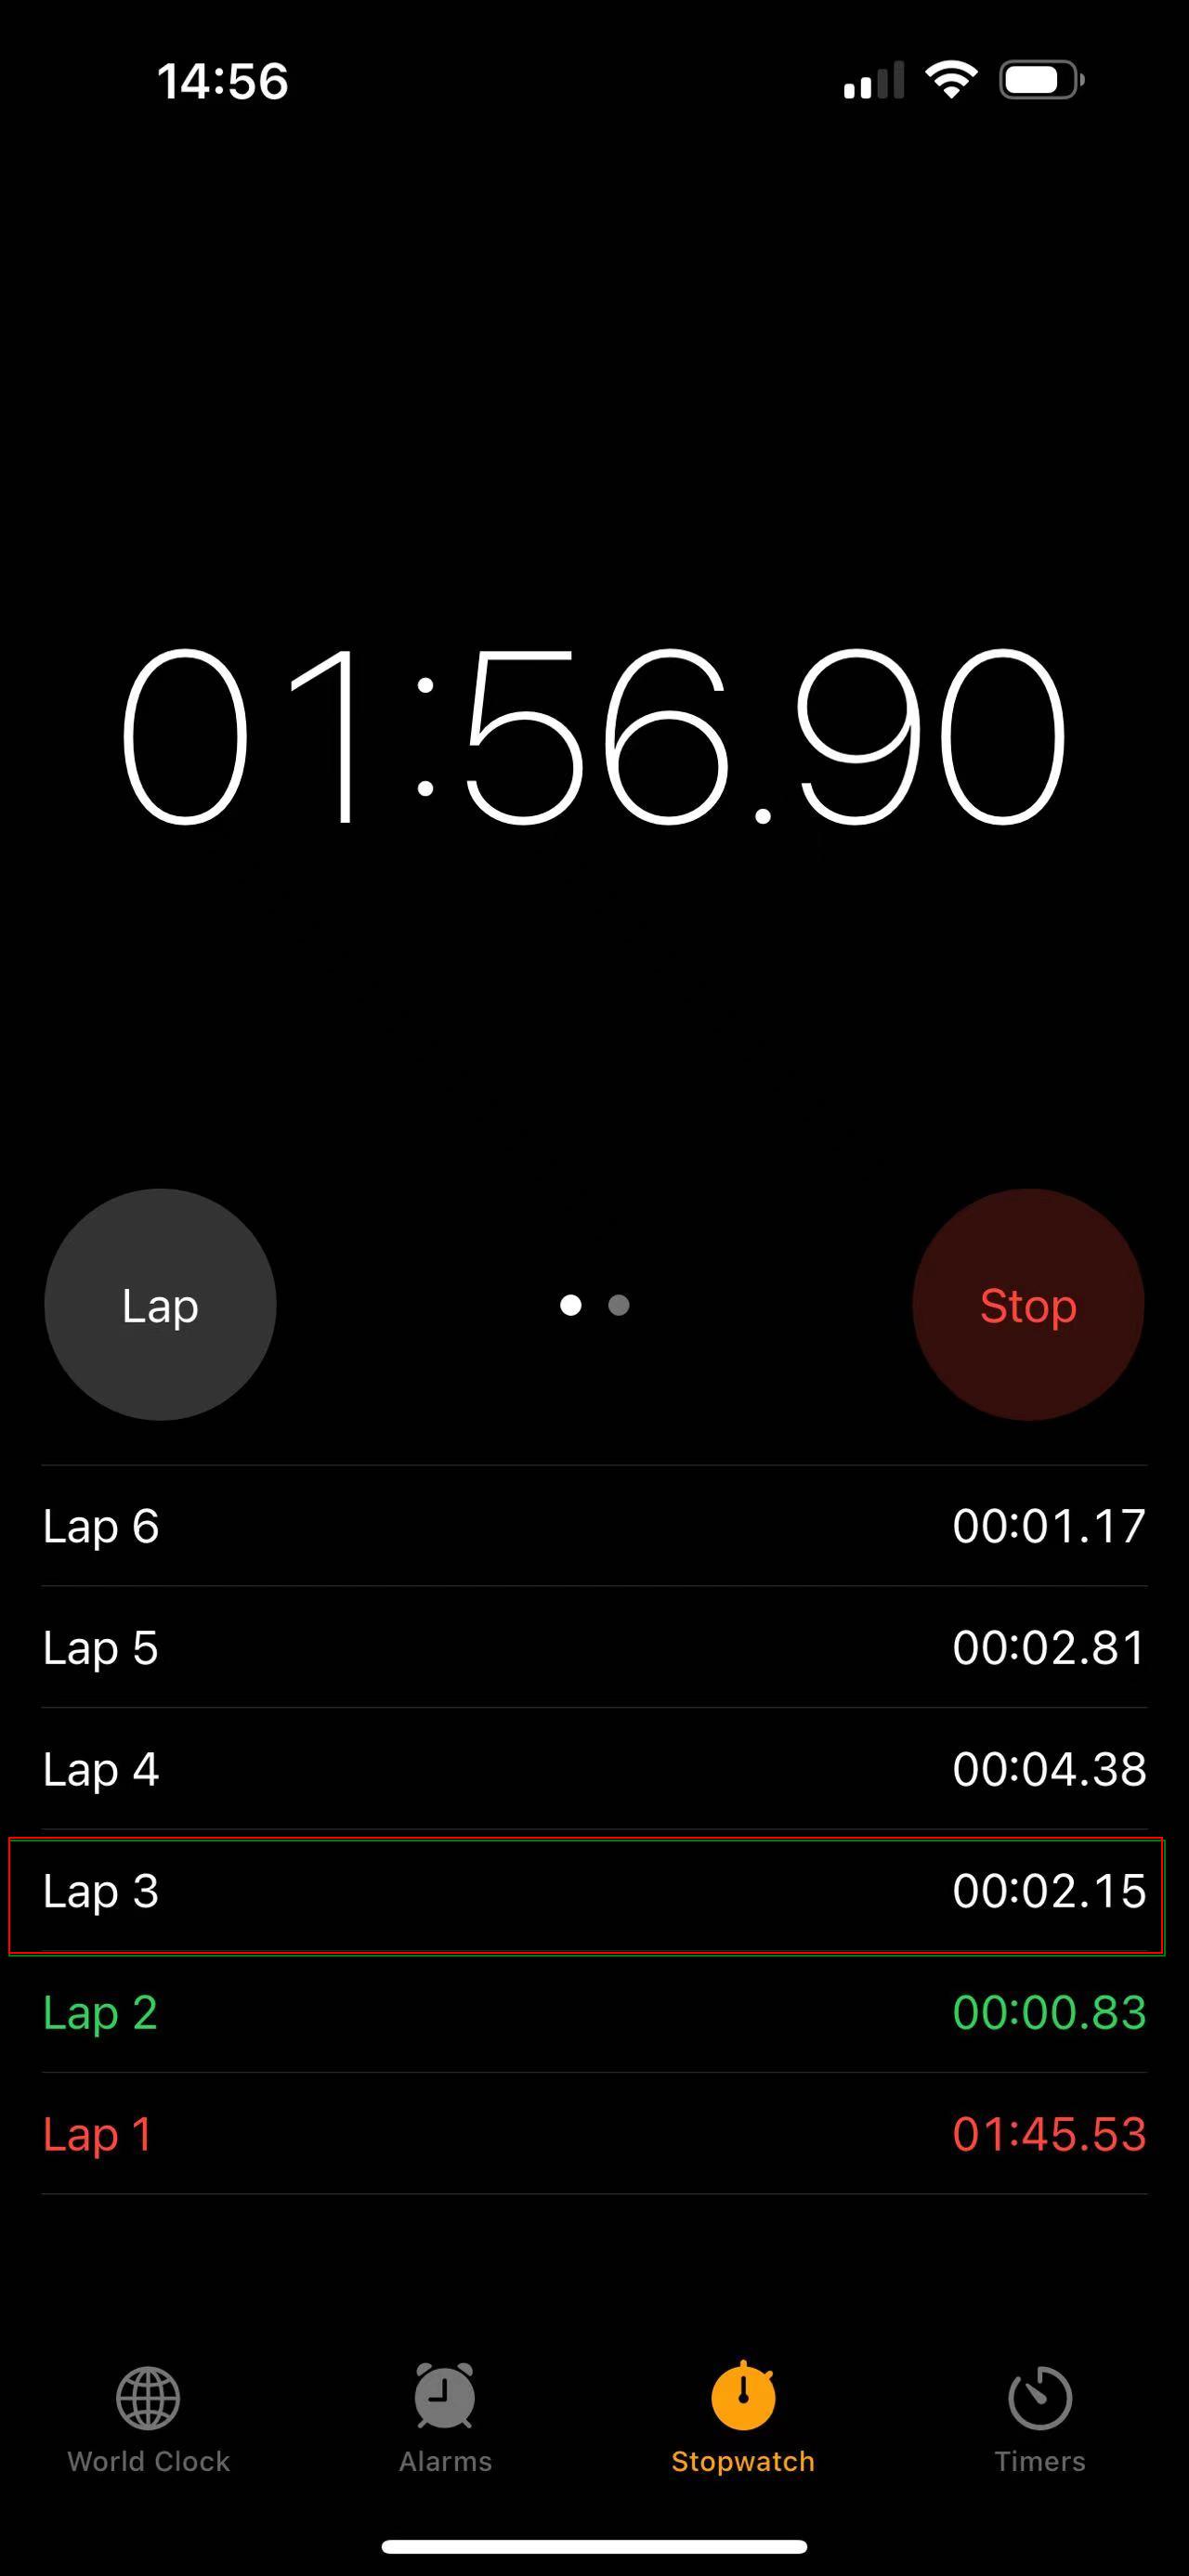 14:56
01:56.90
Lap
Stop
Lap 6 00:01.17
Lap 5 00:02.81
Lap 4 00:04.38
Lap 3 00:02.15
Lap 2 00:00.83
Lap 1 01:45.53
World Clock Alarms Stopwatch Timers